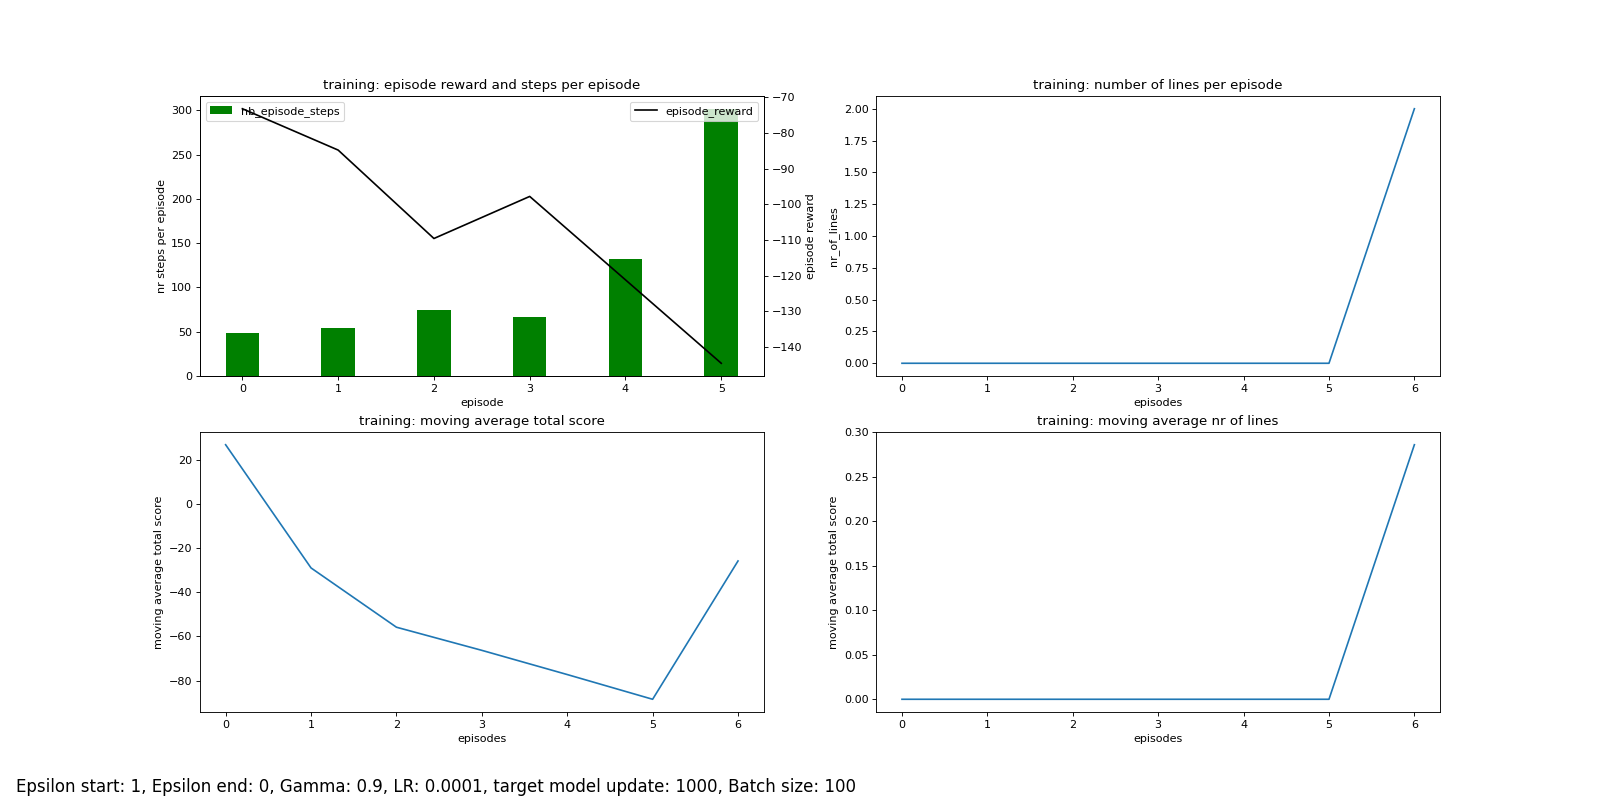 training: episode reward and steps per episode
nb_episode_steps
episode_reward
300
250
200
150
100
50
0
nr steps per episode
−70
−80
−90
−100
−110
−120
−130
−140
episode reward
0 1 2 3 4 5
episode
training: number of lines per episode
2.00
1.75
1.50
1.25
1.00
0.75
0.50
0.25
0.00
nr_of_lines
0 1 2 3 4 5 6
episodes
training: moving average total score
20
0
−20
−40
−60
−80
moving average total score
0 1 2 3 4 5 6
episodes
training: moving average nr of lines
0.30
0.25
0.20
0.15
0.10
0.05
0.00
moving average total score
0 1 2 3 4 5 6
episodes
Epsilon start: 1, Epsilon end: 0, Gamma: 0.9, LR: 0.0001, target model update: 1000, Batch size: 100